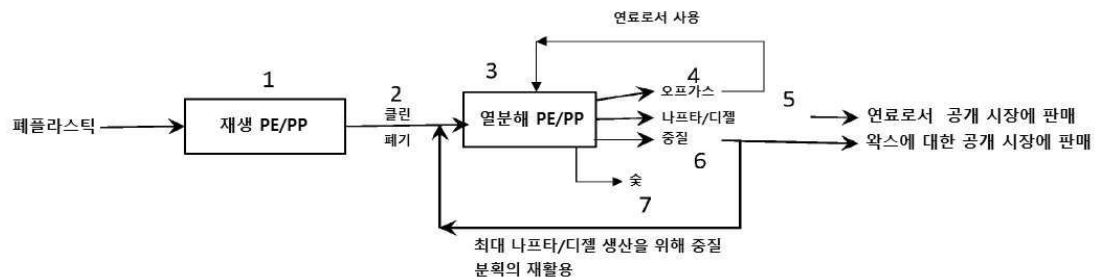 연료로서 사용
1
2
3
4
5
폐플라스틱
재생 PE/PP
클린
폐기
열분해 PE/PP
오프가스
나프타/디젤
중질
연료로서 공개 시장에 판매
왁스에 대한 공개 시장에 판매
6
숯
7
최대 나프타/디젤 생산을 위해 중질
분획의 재활용